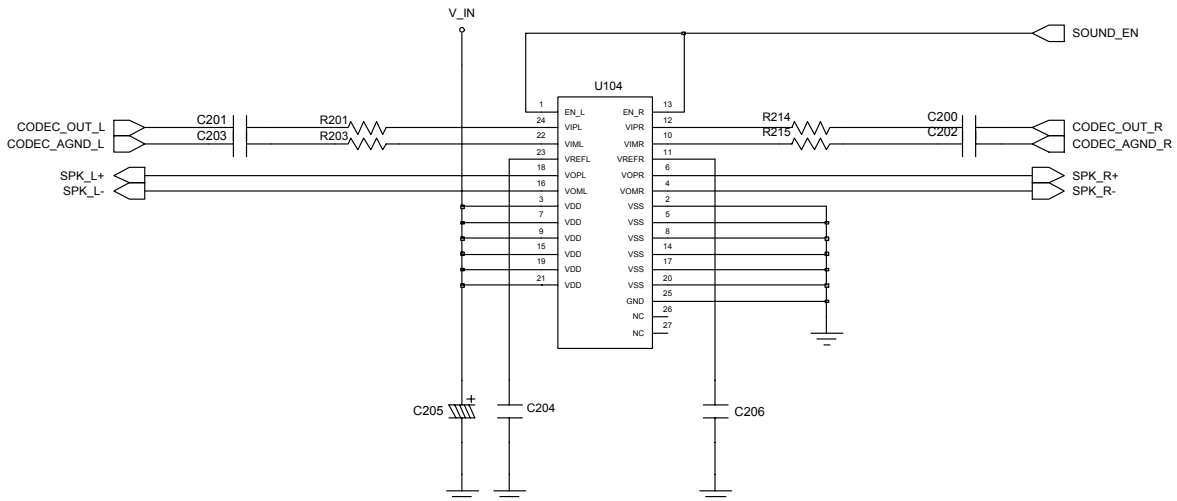 V_IN
SOUND_EN
U104
1 EN_L EN_R 13
CODEC_OUT_L C201 R201 24 VIPL VIPR 12 R214 C200 CODEC_OUT_R
CODEC_AGND_L C203 R203 22 VIML VIMR 10 R215 C202 CODEC_AGND_R
23 VREFL VREFR 11
SPK_L+ 18 VOPL VOPR 6 SPK_R+
SPK_L- 16 VOML VOMR 4 SPK_R-
3 VDD VSS 2
7 VDD VSS 5
9 VDD VSS 8
15 VDD VSS 14
19 VDD VSS 17
21 VDD VSS 20
GND 25
NC 26
NC 27
C205 + C204 C206